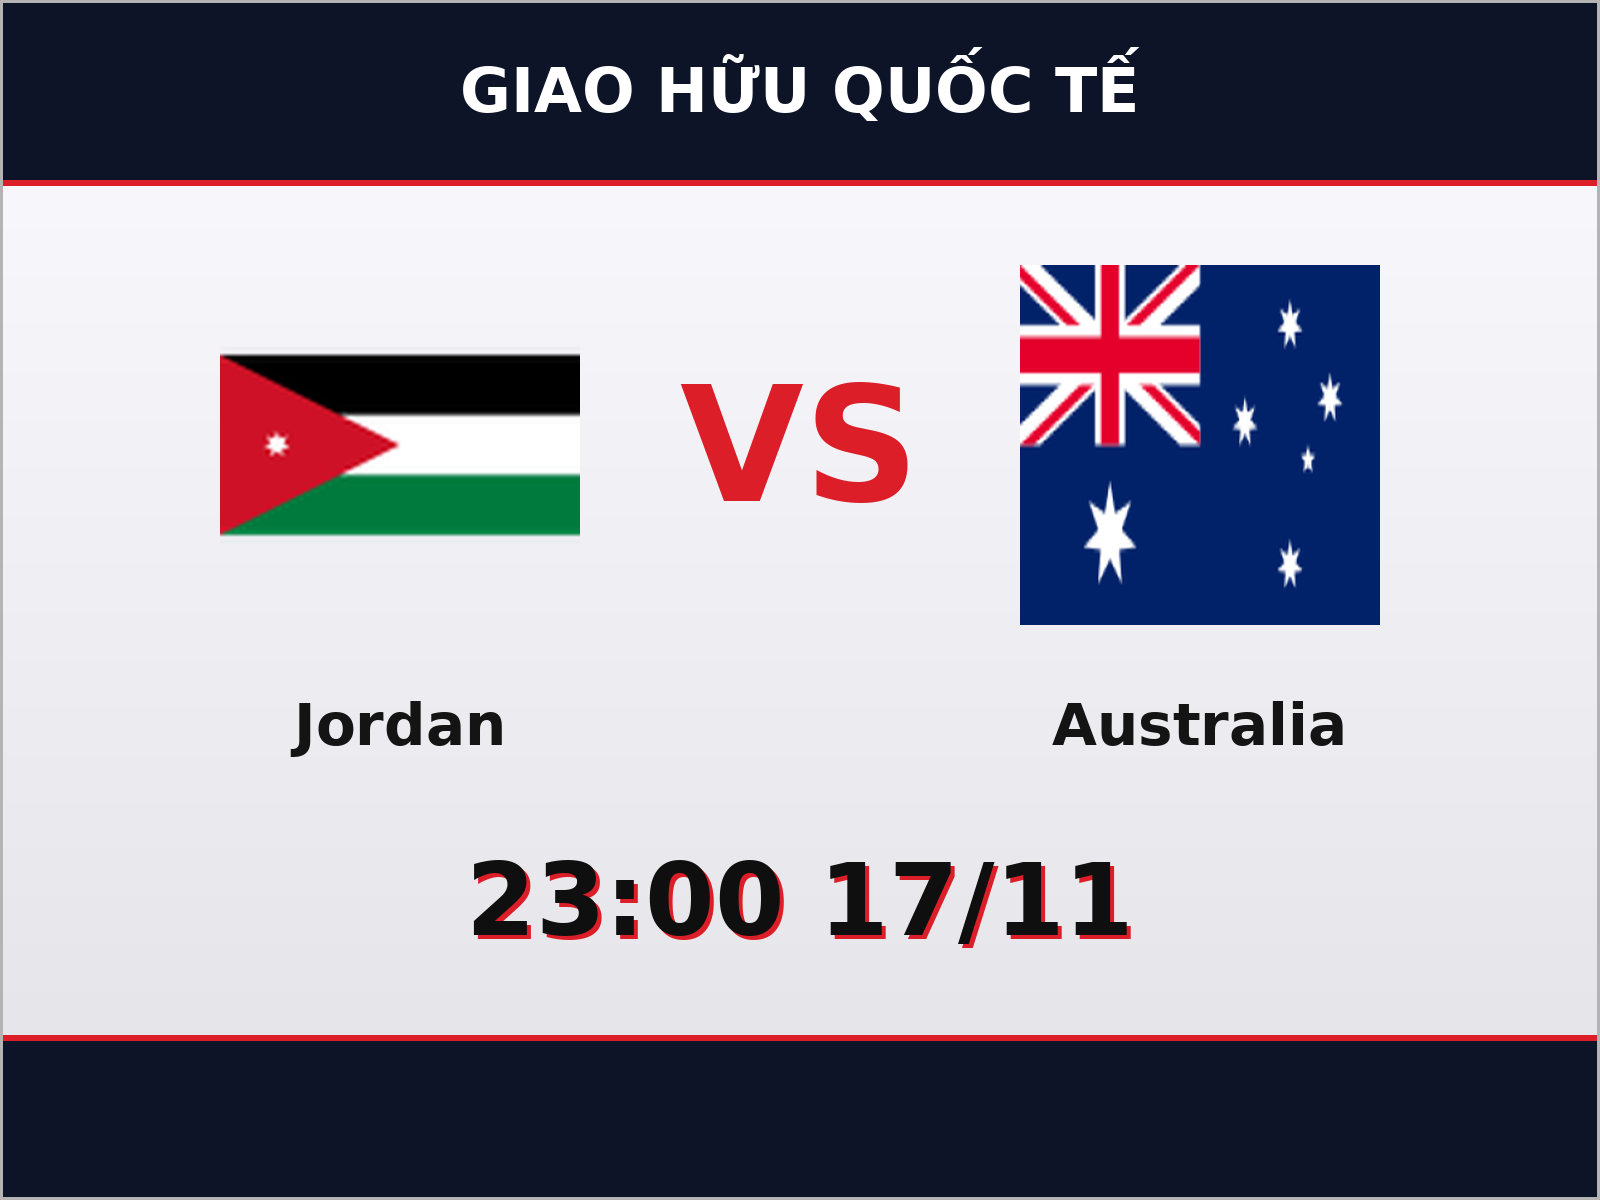 GIAO HỮU QUỐC TẾ
VS
Jordan
Australia
23:00 17/11